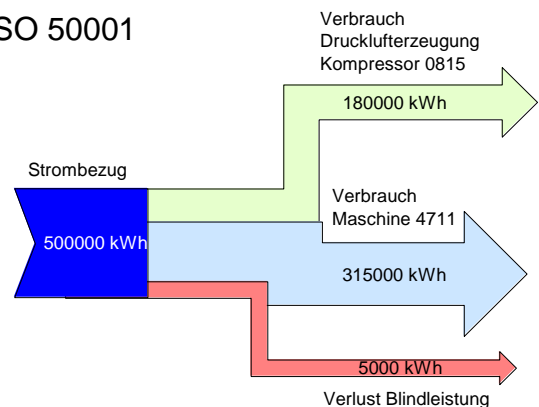 SO 50001
Verbrauch
Drucklufterzeugung
Kompressor 0815
180000 kWh
Strombezug
500000 kWh
Verbrauch
Maschine 4711
315000 kWh
5000 kWh
Verlust Blindleistung